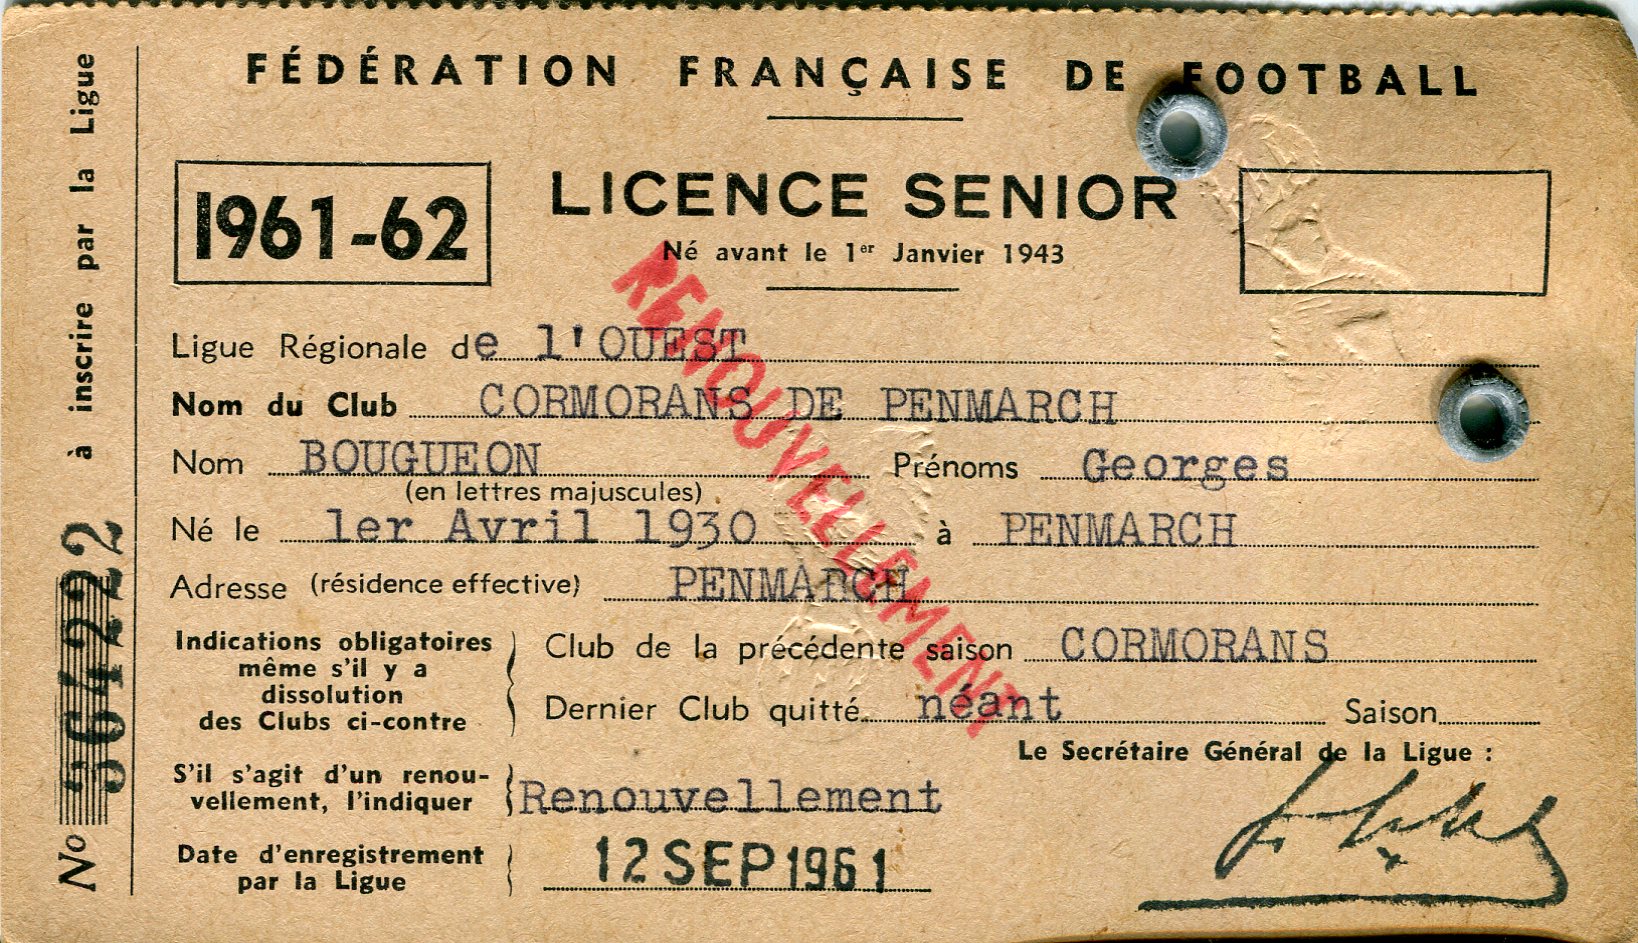 FÉDÉRATION FRANÇAISE DE FOOTBALL
1961-62
LICENCE SENIOR
Né avant le 1er Janvier 1943
RENOUVELLEMENT
Ligue Régionale de l'OUEST
Nom du Club CORMORANS DE PENMARCH
Nom BOUGUEON Prénoms Georges
(en lettres majuscules)
Né le 1er Avril 1930 à PENMARCH
Adresse (résidence effective) PENMARCH
Indications obligatoires
même s'il y a
dissolution
des Clubs ci-contre
Club de la précédente saison CORMORANS
Dernier Club quitté néant Saison
Le Secrétaire Général de la Ligue :
S'il s'agit d'un renou-
vellement, l'indiquer
Renouvellement
Date d'enregistrement
par la Ligue
12 SEP 1961
No 364222 à inscrire par la Ligue